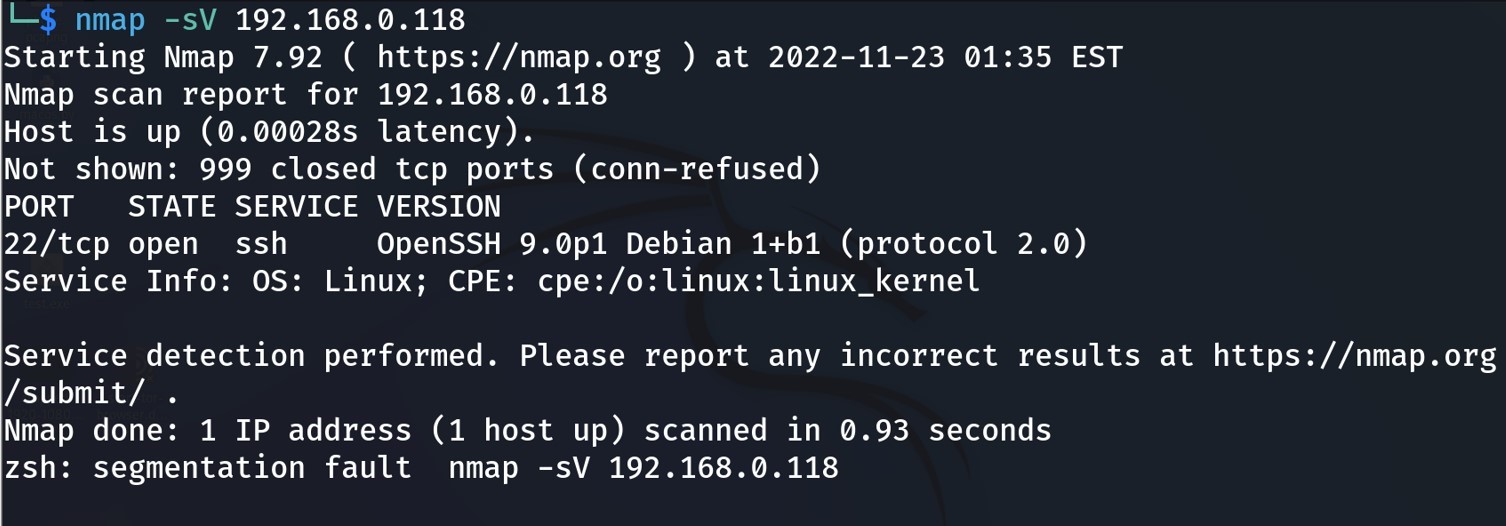 └─$ nmap -sV 192.168.0.118
Starting Nmap 7.92 ( https://nmap.org ) at 2022-11-23 01:35 EST
Nmap scan report for 192.168.0.118
Host is up (0.00028s latency).
Not shown: 999 closed tcp ports (conn-refused)
PORT   STATE SERVICE VERSION
22/tcp open  ssh     OpenSSH 9.0p1 Debian 1+b1 (protocol 2.0)
Service Info: OS: Linux; CPE: cpe:/o:linux:linux_kernel

Service detection performed. Please report any incorrect results at https://nmap.org
/submit/ .
Nmap done: 1 IP address (1 host up) scanned in 0.93 seconds
zsh: segmentation fault  nmap -sV 192.168.0.118